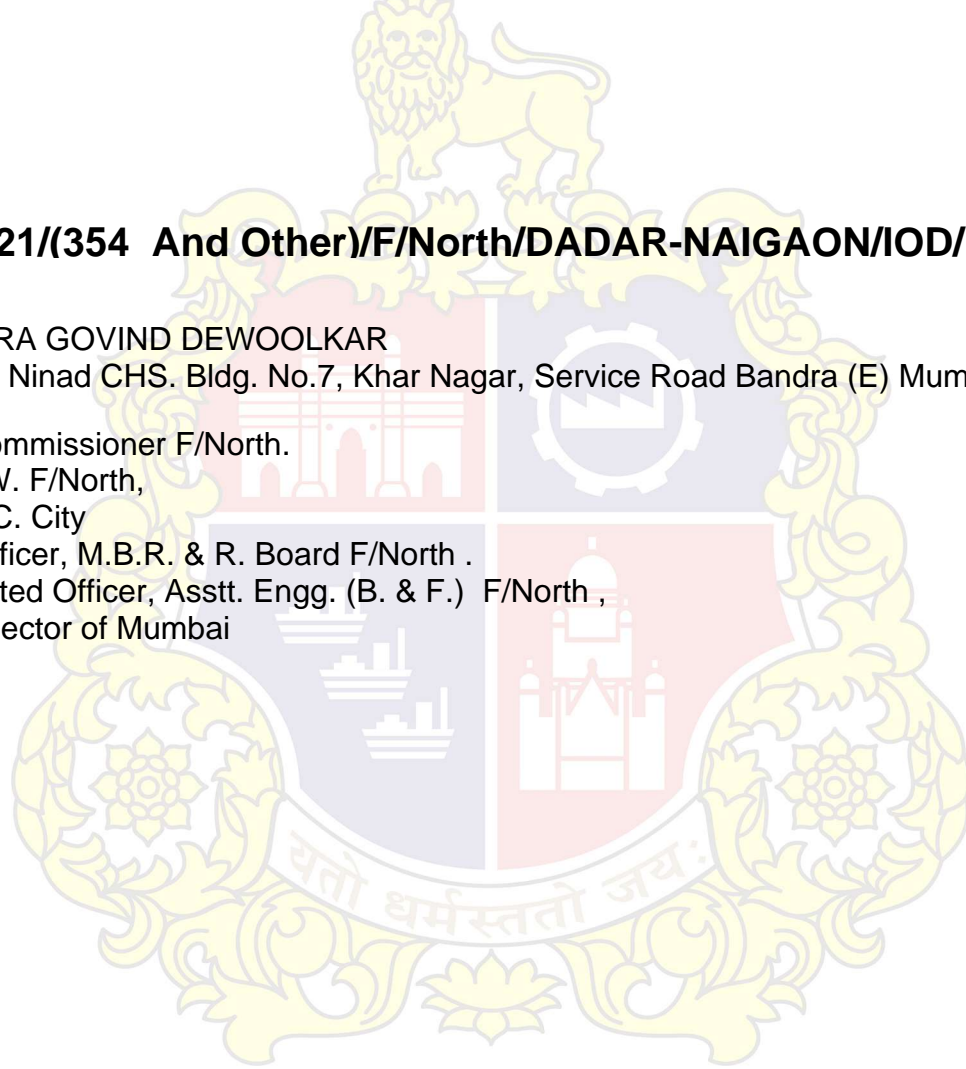 21/(354 And Other)/F/North/DADAR-NAIGAON/IOD/
RA GOVIND DEWOOLKAR
Ninad CHS. Bldg. No.7, Khar Nagar, Service Road Bandra (E) Mum
ommissioner F/North.
V. F/North,
C. City
ficer, M.B.R. & R. Board F/North .
ted Officer, Asstt. Engg. (B. & F.) F/North ,
ector of Mumbai
यतो धर्मस्ततो जय: